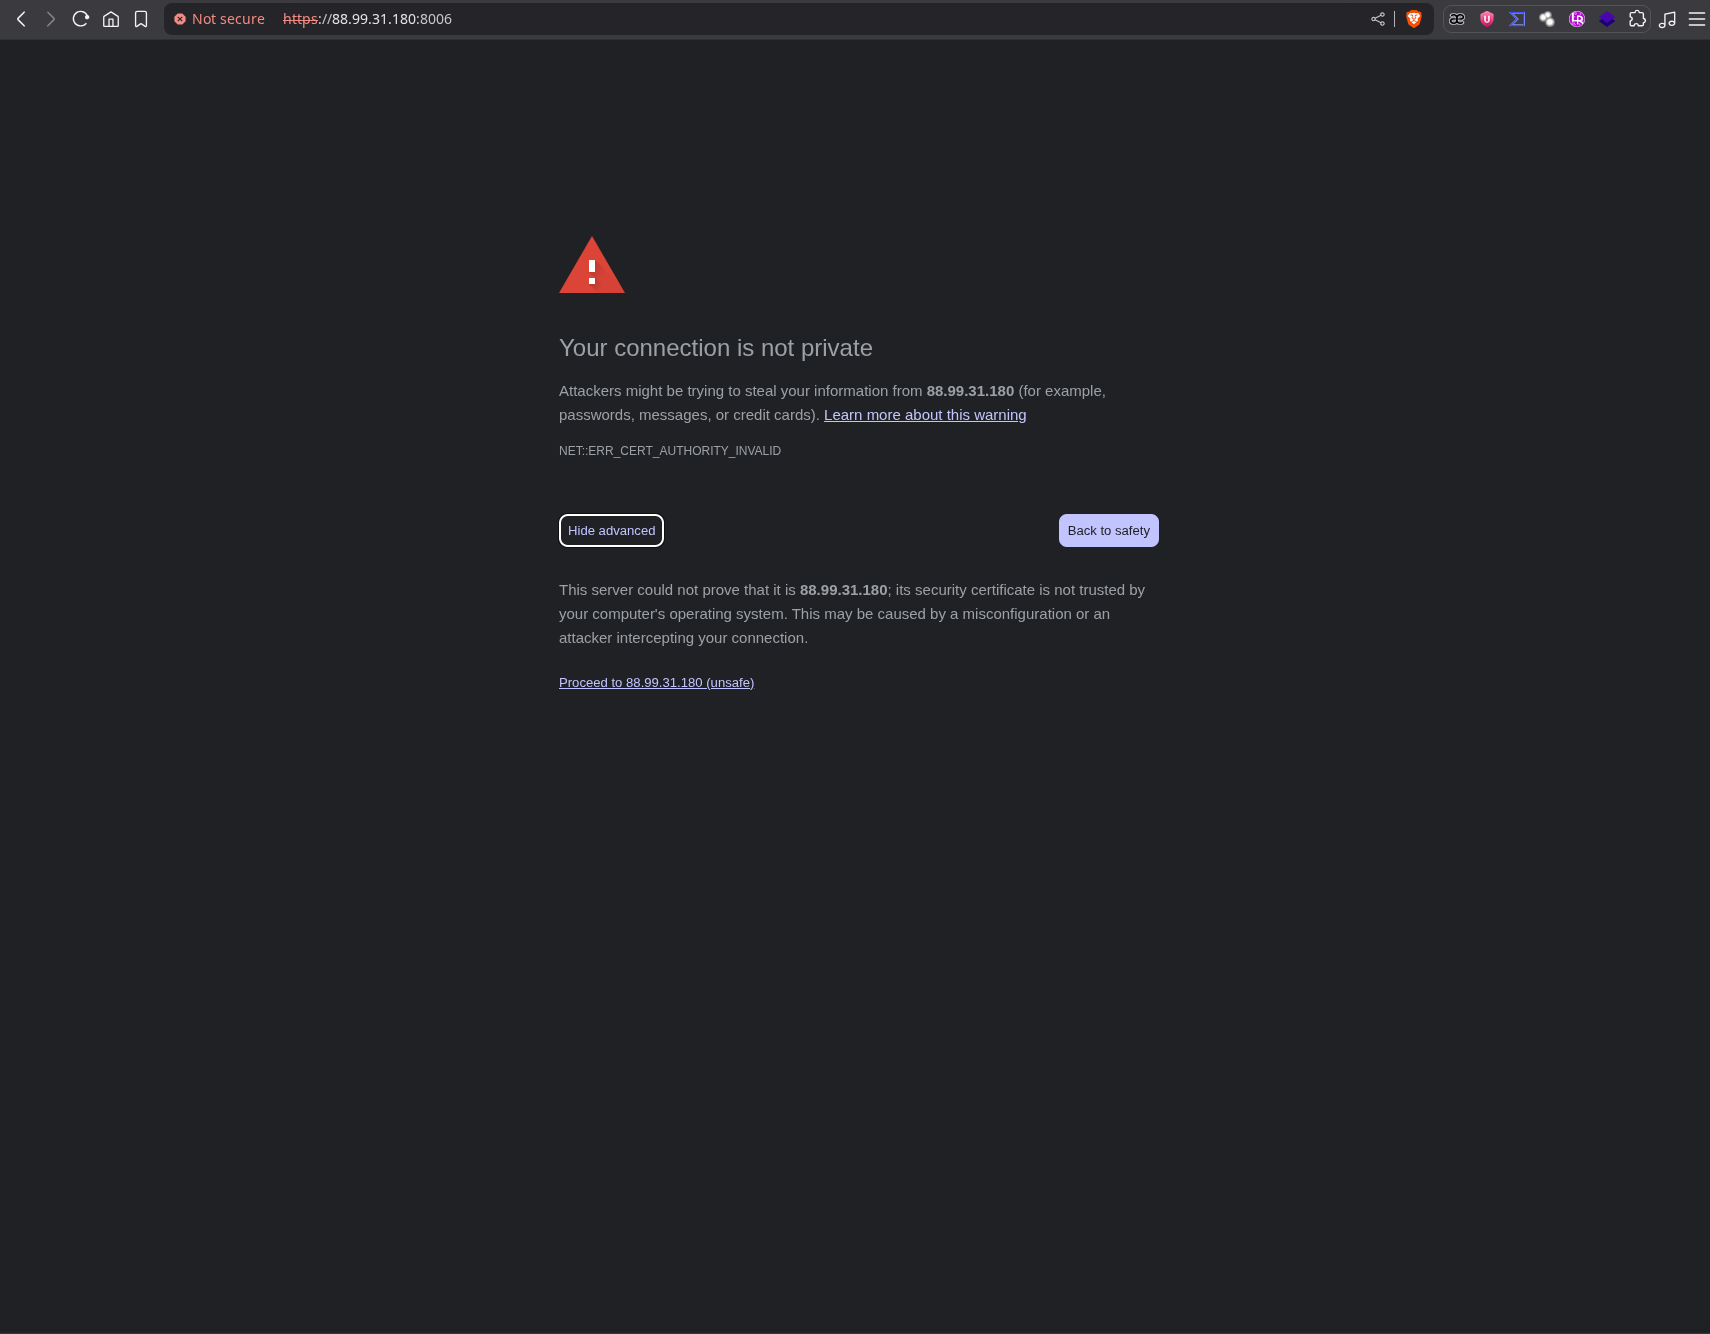 Not secure https://88.99.31.180:8006
Your connection is not private
Attackers might be trying to steal your information from 88.99.31.180 (for example,
passwords, messages, or credit cards). Learn more about this warning
NET::ERR_CERT_AUTHORITY_INVALID
Hide advanced
Back to safety
This server could not prove that it is 88.99.31.180; its security certificate is not trusted by
your computer's operating system. This may be caused by a misconfiguration or an
attacker intercepting your connection.
Proceed to 88.99.31.180 (unsafe)